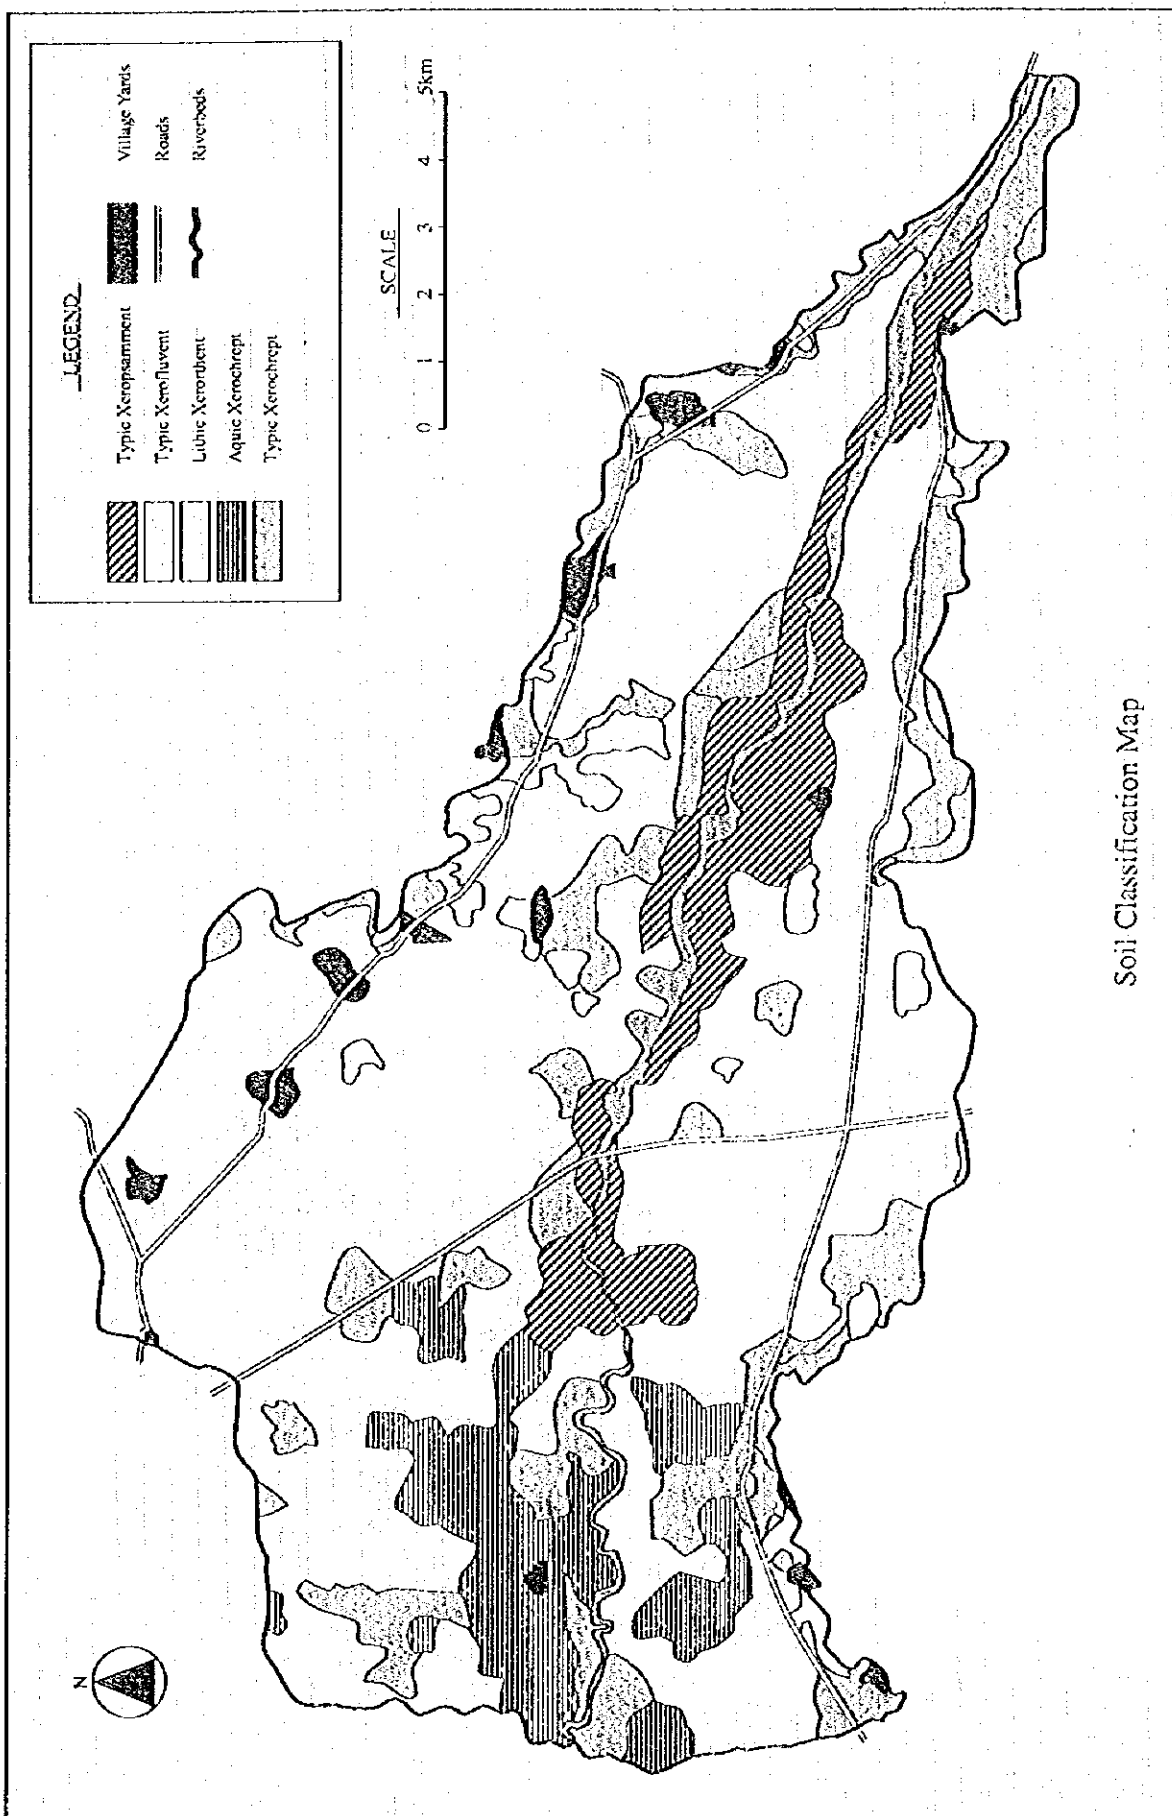 LEGEND
Typic Xeropsamment
Typic Xerofluvent
Lithic Xerorthent
Aquic Xerochrept
Typic Xerochrept
Village Yards
Roads
Riverbeds
SCALE
0 1 2 3 4 5km
N
Soil Classification Map